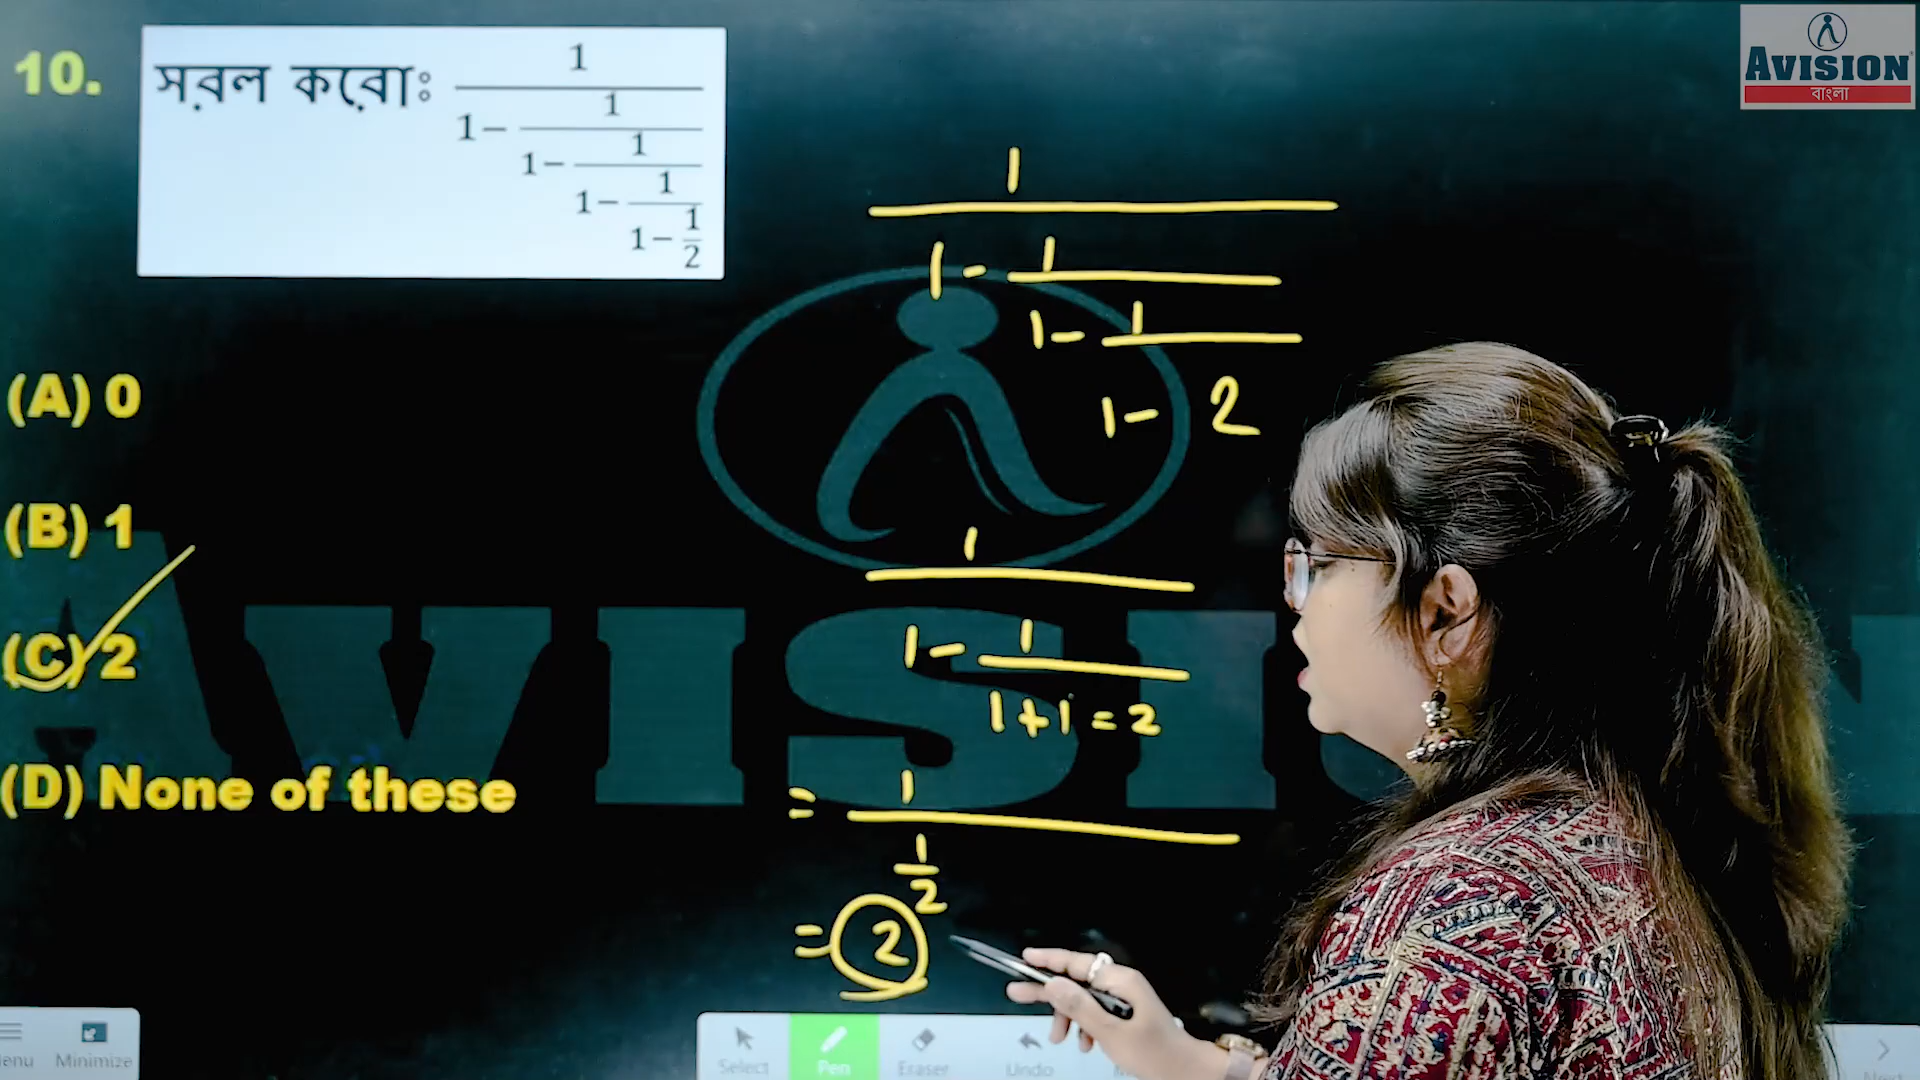 10. সরল করোঃ
1
1- 1
1- 1
1- 1
1- 1/2
(A) 0
(B) 1
(C) 2
(D) None of these
1
1 - 1
1 - 1
1 - 2
1
1 - 1
1 + 1 = 2
= 1
1/2
= 2
AVISION
বাংলা
AVISI
Minimize
Select
Pen
Eraser
Undo